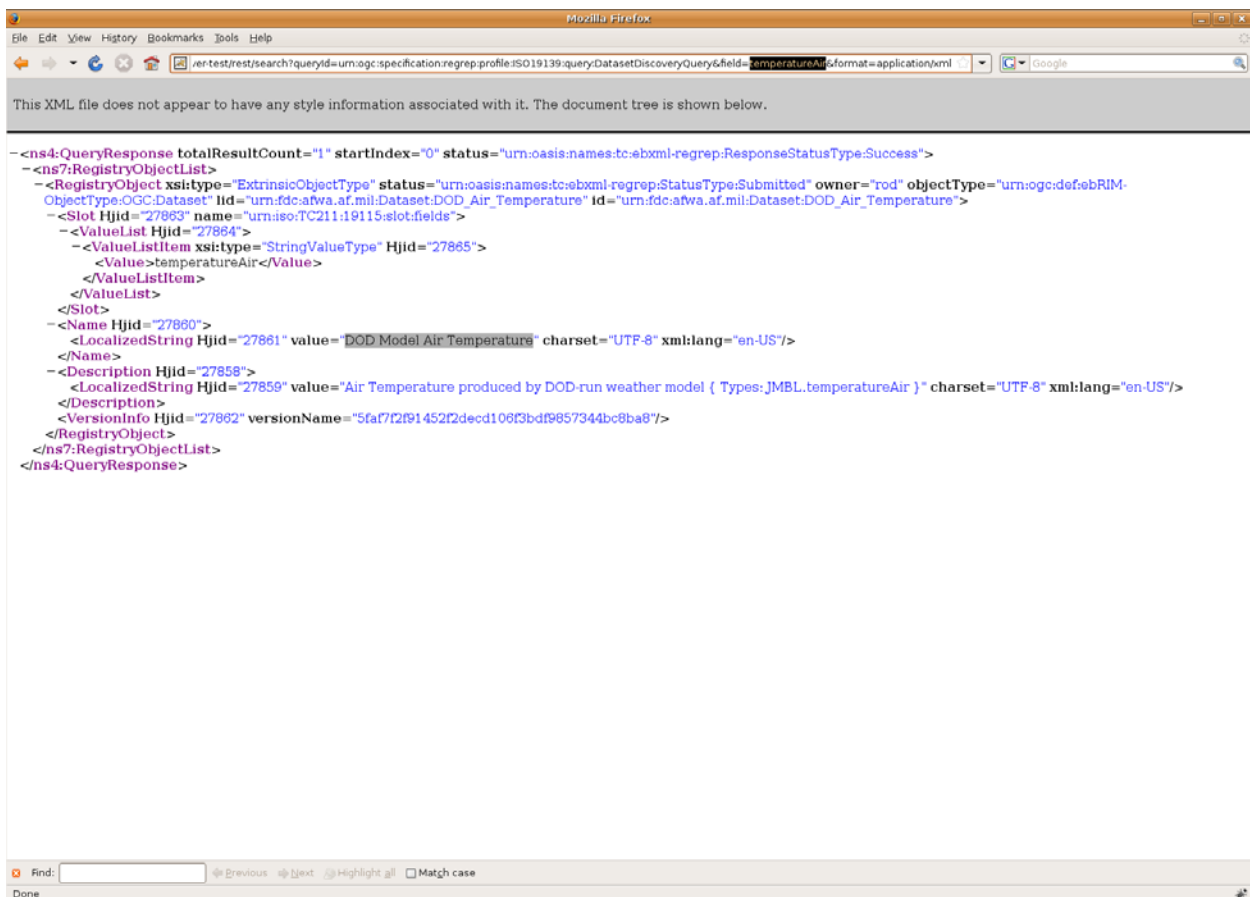 Mozilla Firefox
File Edit View History Bookmarks Tools Help
/er-test/rest/search?queryId=urn:ogc:specification:regrep:profile:ISO19139:query:DatasetDiscoveryQuery&field=temperatureAir&format=application/xml Google
This XML file does not appear to have any style information associated with it. The document tree is shown below.
−<ns4:QueryResponse totalResultCount="1" startIndex="0" status="urn:oasis:names:tc:ebxml-regrep:ResponseStatusType:Success">
−<ns7:RegistryObjectList>
−<RegistryObject xsi:type="ExtrinsicObjectType" status="urn:oasis:names:tc:ebxml-regrep:StatusType:Submitted" owner="rod" objectType="urn:ogc:def:ebRIM-
ObjectType:OGC:Dataset" lid="urn:fdc:afwa.af.mil:Dataset:DOD_Air_Temperature" id="urn:fdc:afwa.af.mil:Dataset:DOD_Air_Temperature">
−<Slot Hjid="27863" name="urn:iso:TC211:19115:slot:fields">
−<ValueList Hjid="27864">
−<ValueListItem xsi:type="StringValueType" Hjid="27865">
<Value>temperatureAir</Value>
</ValueListItem>
</ValueList>
</Slot>
−<Name Hjid="27860">
<LocalizedString Hjid="27861" value="DOD Model Air Temperature" charset="UTF-8" xml:lang="en-US"/>
</Name>
−<Description Hjid="27858">
<LocalizedString Hjid="27859" value="Air Temperature produced by DOD-run weather model { Types: JMBL.temperatureAir }" charset="UTF-8" xml:lang="en-US"/>
</Description>
<VersionInfo Hjid="27862" versionName="5faf7f2f91452f2decd106f3bdf9857344bc8ba8"/>
</RegistryObject>
</ns7:RegistryObjectList>
</ns4:QueryResponse>
Find: Previous Next Highlight all Match case
Done